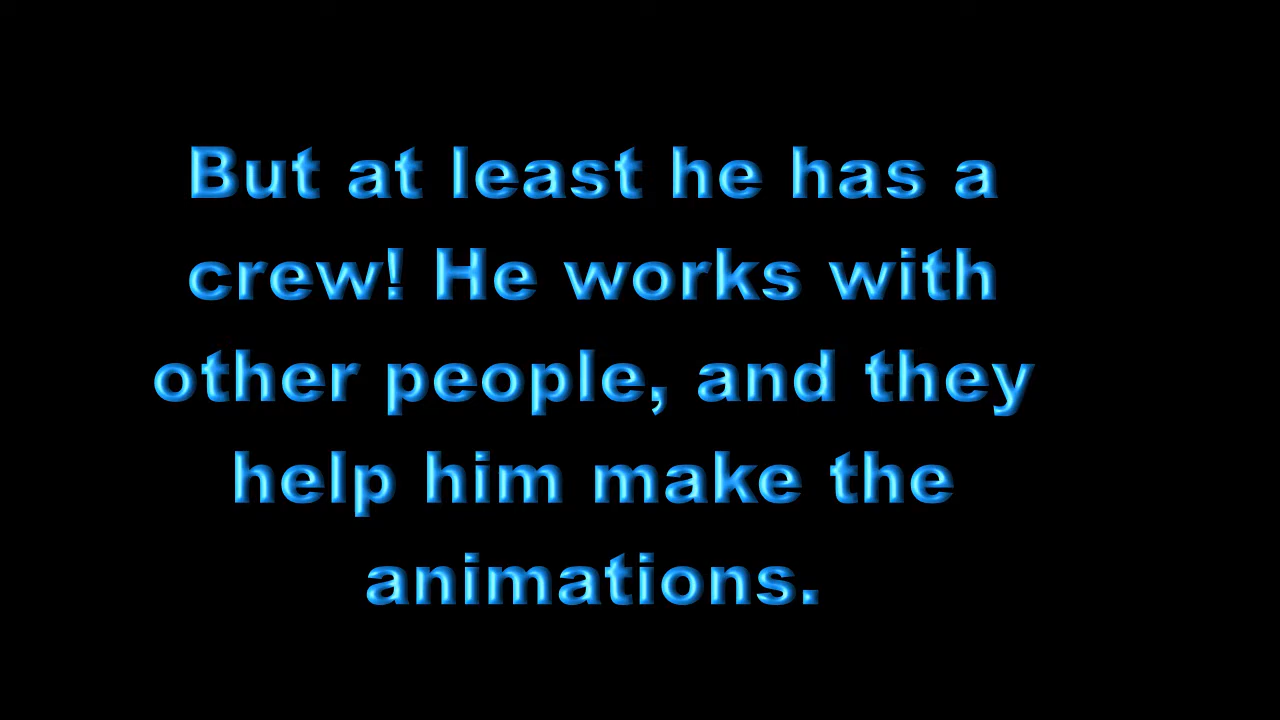 But at least he has a
crew! He works with
other people, and they
help him make the
animations.